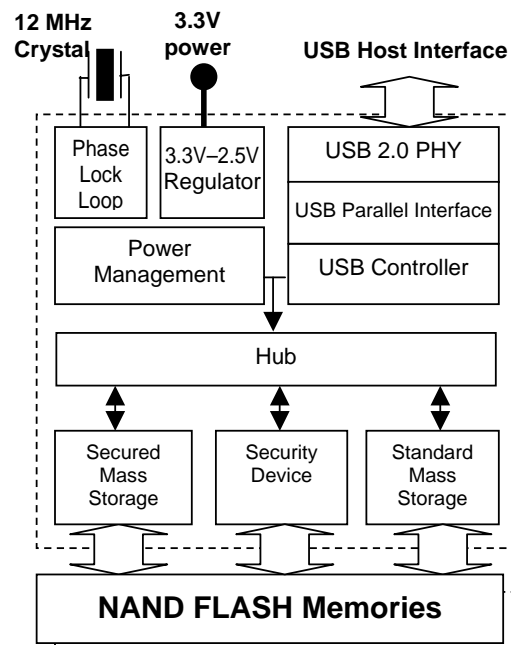 12 MHz
Crystal
3.3V
power
USB Host Interface
Phase
Lock
Loop
3.3V–2.5V
Regulator
USB 2.0 PHY
USB Parallel Interface
USB Controller
Power
Management
Hub
Secured
Mass
Storage
Security
Device
Standard
Mass
Storage
NAND FLASH Memories